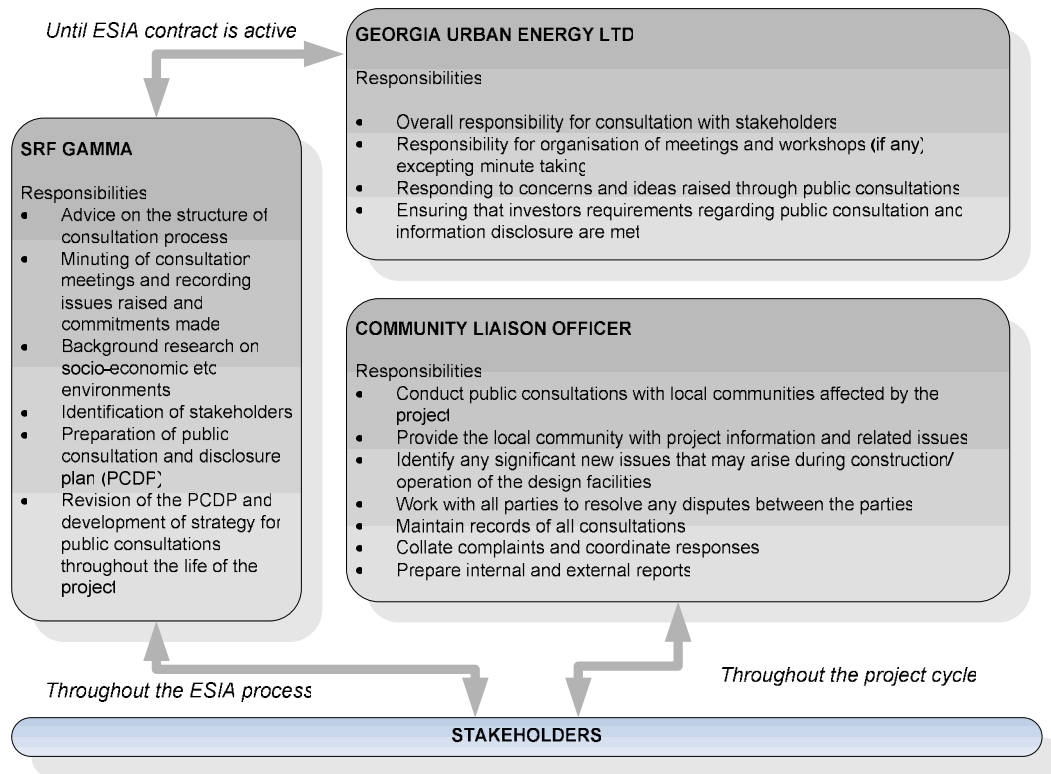 Until ESIA contract is active
GEORGIA URBAN ENERGY LTD
Responsibilities
• Overall responsibility for consultation with stakeholders
• Responsibility for organisation of meetings and workshops (if any)
excepting minute taking
• Responding to concerns and ideas raised through public consultations
• Ensuring that investors requirements regarding public consultation and
information disclosure are met
SRF GAMMA
Responsibilities
• Advice on the structure of
consultation process
• Minuting of consultation
meetings and recording
issues raised and
commitments made
• Background research on
socio-economic etc
environments
• Identification of stakeholders
• Preparation of public
consultation and disclosure
plan (PCDP)
• Revision of the PCDP and
development of strategy for
public consultations
throughout the life of the
project
COMMUNITY LIAISON OFFICER
Responsibilities
• Conduct public consultations with local communities affected by the
project
• Provide the local community with project information and related issues
• Identify any significant new issues that may arise during construction/
operation of the design facilities
• Work with all parties to resolve any disputes between the parties
• Maintain records of all consultations
• Collate complaints and coordinate responses
• Prepare internal and external reports
Throughout the ESIA process
Throughout the project cycle
STAKEHOLDERS